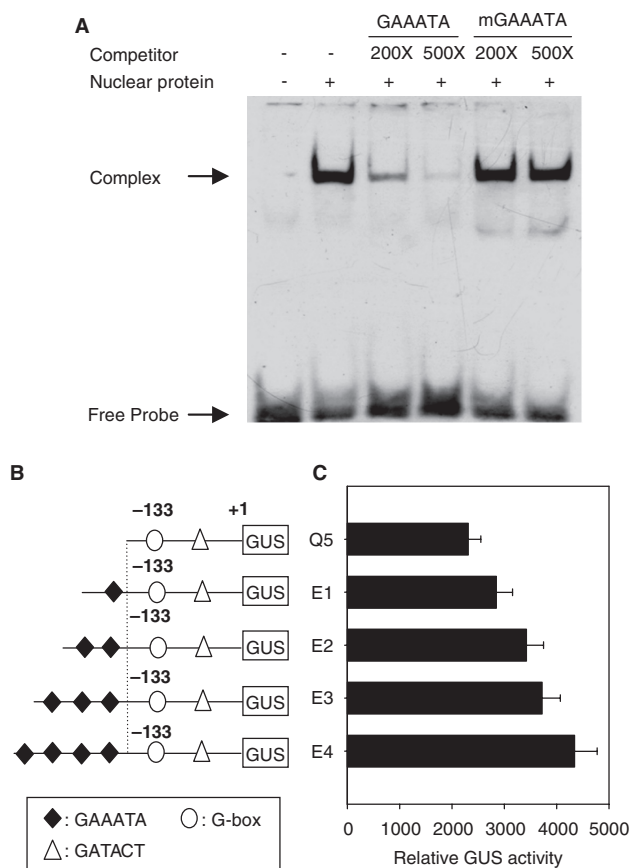 A
GAAATA mGAAATA
Competitor - - 200X 500X 200X 500X
Nuclear protein - + + + + +
Complex
Free Probe
B
–133 +1
GUS
–133
GUS
–133
GUS
–133
GUS
–133
GUS
: GAAATA : G-box
: GATACT
C
Q5
E1
E2
E3
E4
0 1000 2000 3000 4000 5000
Relative GUS activity